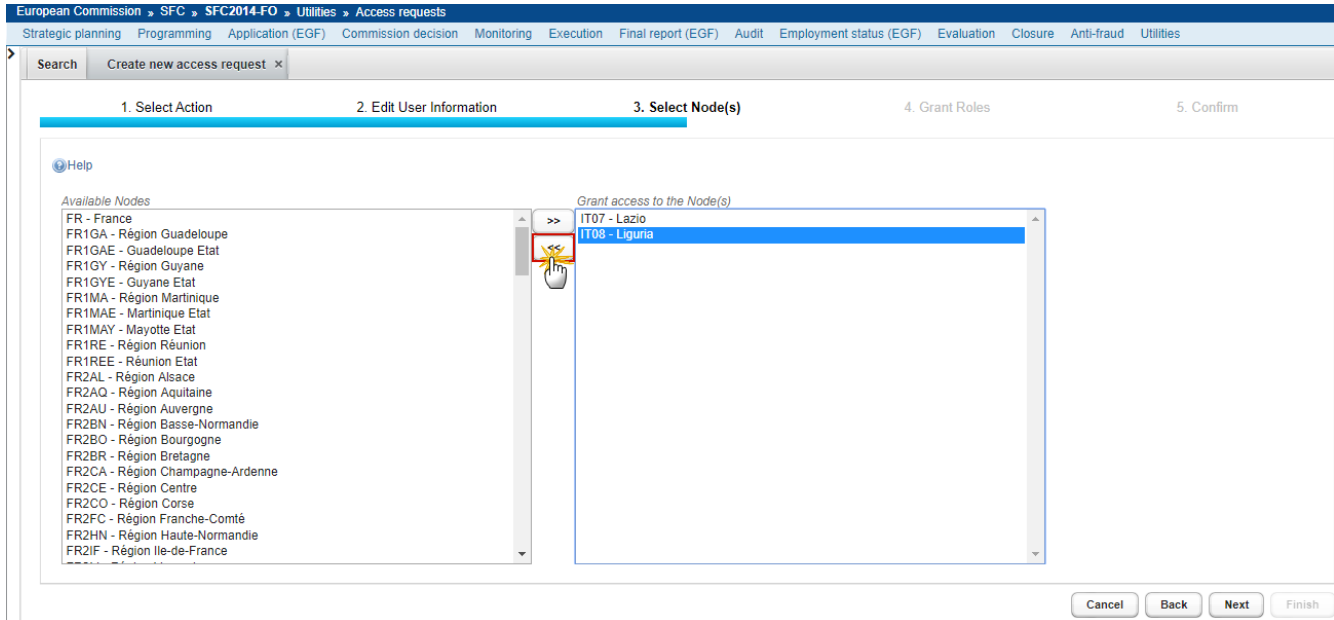 European Commission » SFC » SFC2014-FO » Utilities » Access requests
Strategic planning Programming Application (EGF) Commission decision Monitoring Execution Final report (EGF) Audit Employment status (EGF) Evaluation Closure Anti-fraud Utilities
Search Create new access request ×
1. Select Action 2. Edit User Information 3. Select Node(s) 4. Grant Roles 5. Confirm
Help
Available Nodes Grant access to the Node(s)
FR - France >> IT07 - Lazio
FR1GA - Région Guadeloupe << IT08 - Liguria
FR1GAE - Guadeloupe Etat
FR1GY - Région Guyane
FR1GYE - Guyane Etat
FR1MA - Région Martinique
FR1MAE - Martinique Etat
FR1MAY - Mayotte Etat
FR1RE - Région Réunion
FR1REE - Réunion Etat
FR2AL - Région Alsace
FR2AQ - Région Aquitaine
FR2AU - Région Auvergne
FR2BN - Région Basse-Normandie
FR2BO - Région Bourgogne
FR2BR - Région Bretagne
FR2CA - Région Champagne-Ardenne
FR2CE - Région Centre
FR2CO - Région Corse
FR2FC - Région Franche-Comté
FR2HN - Région Haute-Normandie
FR2IF - Région Ile-de-France
Cancel Back Next Finish